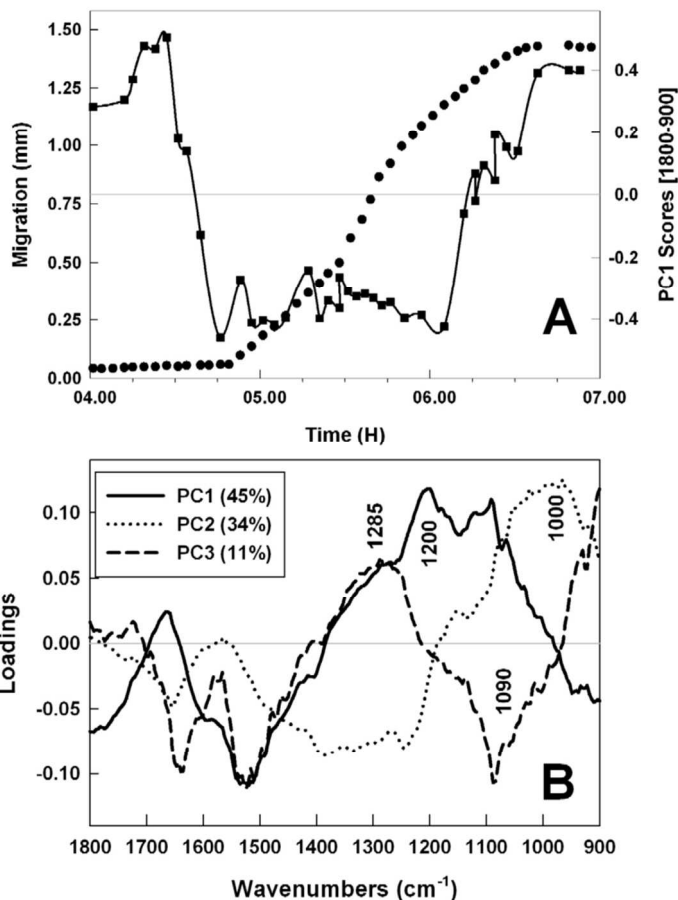 1.50
1.25
1.00
0.75
0.50
0.25
0.00
Migration (mm)
0.4
0.2
0.0
-0.2
-0.4
PC1 Scores [1800-900]
A
04.00 05.00 06.00 07.00
Time (H)
PC1 (45%)
PC2 (34%)
PC3 (11%)
1285
1200
1090
1000
0.10
0.05
0.00
-0.05
-0.10
Loadings
B
1800 1700 1600 1500 1400 1300 1200 1100 1000 900
Wavenumbers (cm⁻¹)